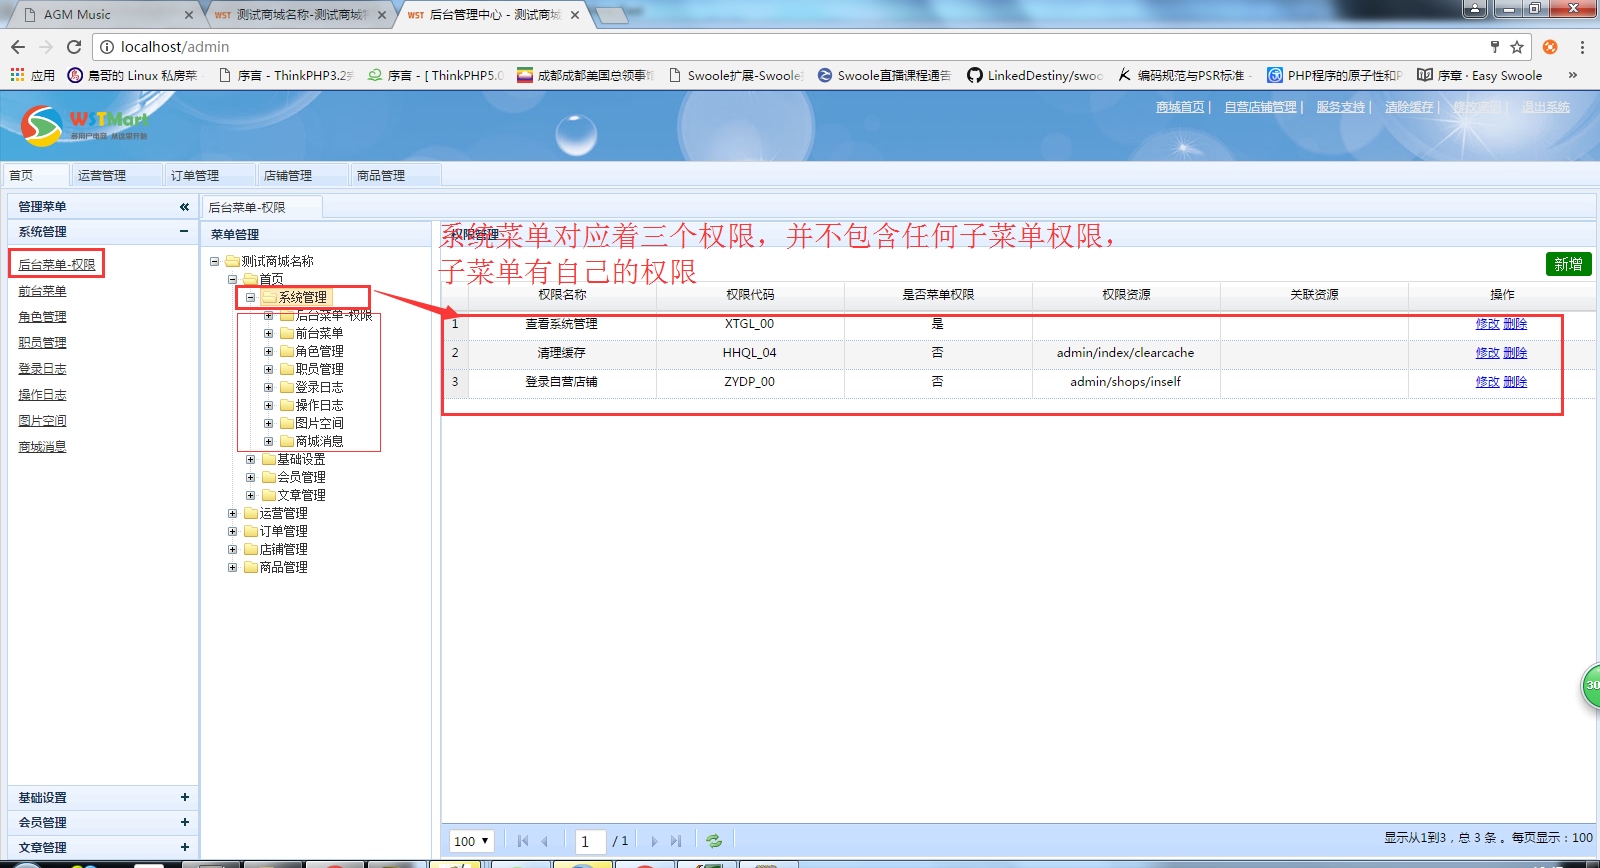 AGM Music
WST 测试商城名称-测试商城
WST 后台管理中心 - 测试商城
localhost/admin
应用
鳥哥的 Linux 私房菜
序言 - ThinkPHP3.2
序言 - [ ThinkPHP5.0
成都成都美国总领事
Swoole扩展-Swoole
Swoole直播课程通告
LinkedDestiny/swoo
编码规范与PSR标准 -
PHP程序的原子性和P
序章 · Easy Swoole
»
WSTMart
商城首页 | 自营店铺管理 | 服务支持 | 清除缓存 | 修改密码 | 退出系统
首页
运营管理
订单管理
店铺管理
商品管理
管理菜单
系统管理
后台菜单-权限
前台菜单
角色管理
职员管理
登录日志
操作日志
图片空间
商城消息
基础设置
会员管理
文章管理
后台菜单-权限
菜单管理
测试商城名称
首页
系统管理
后台菜单-权限
前台菜单
角色管理
职员管理
登录日志
操作日志
图片空间
商城消息
基础设置
会员管理
文章管理
运营管理
订单管理
店铺管理
商品管理
权限管理
系统菜单对应着三个权限，并不包含任何子菜单权限，
子菜单有自己的权限
新增
权限名称 权限代码 是否菜单权限 权限资源 关联资源 操作
1 查看系统管理 XTGL_00 是 修改 删除
2 清理缓存 HHQL_04 否 admin/index/clearcache 修改 删除
3 登录自营店铺 ZYDP_00 否 admin/shops/inself 修改 删除
100 1 / 1
显示从1到3，总 3 条 。每页显示：100
30